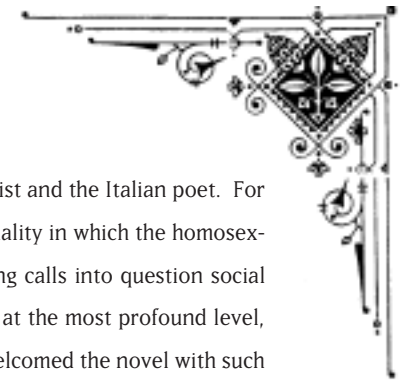 ist and the Italian poet. For
ality in which the homosex-
ng calls into question social
at the most profound level,
elcomed the novel with such